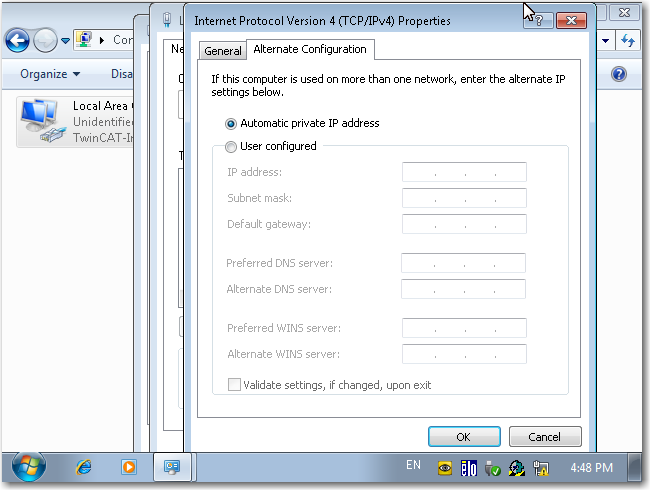 Internet Protocol Version 4 (TCP/IPv4) Properties
General
Alternate Configuration
If this computer is used on more than one network, enter the alternate IP
settings below.
Automatic private IP address
User configured
IP address:
Subnet mask:
Default gateway:
Preferred DNS server:
Alternate DNS server:
Preferred WINS server:
Alternate WINS server:
Validate settings, if changed, upon exit
OK
Cancel
Organize
Local Area
Unidentified
TwinCAT-In
EN
4:48 PM